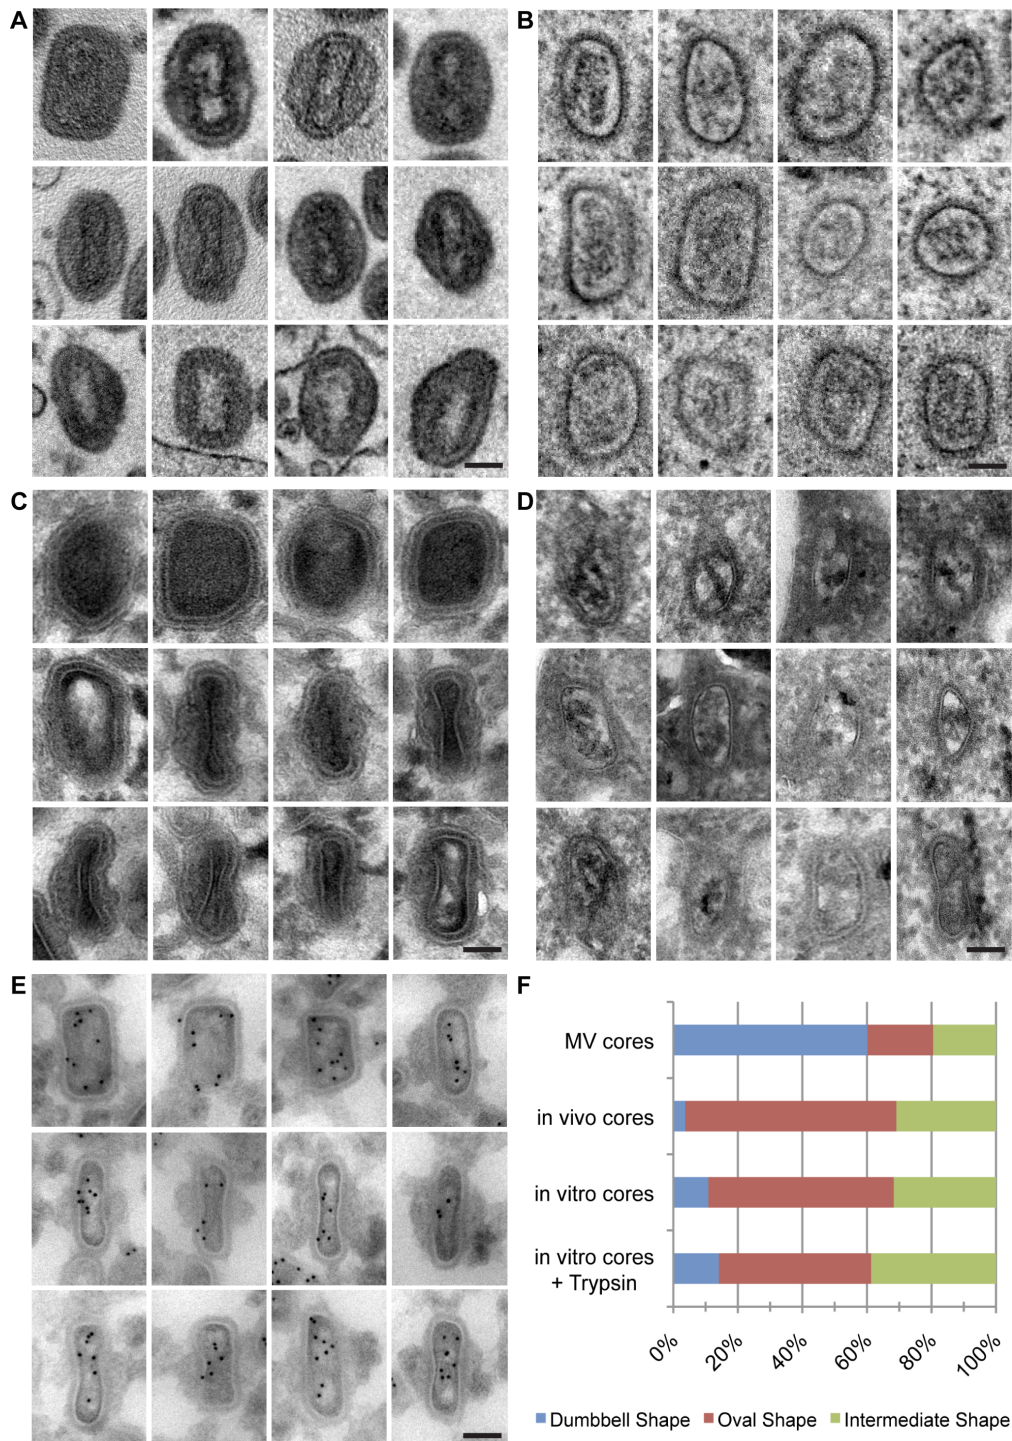 A
B
C
D
E
F
MV cores
in vivo cores
in vitro cores
in vitro cores
+ Trypsin
0%
20%
40%
60%
80%
100%
Dumbbell Shape
Oval Shape
Intermediate Shape